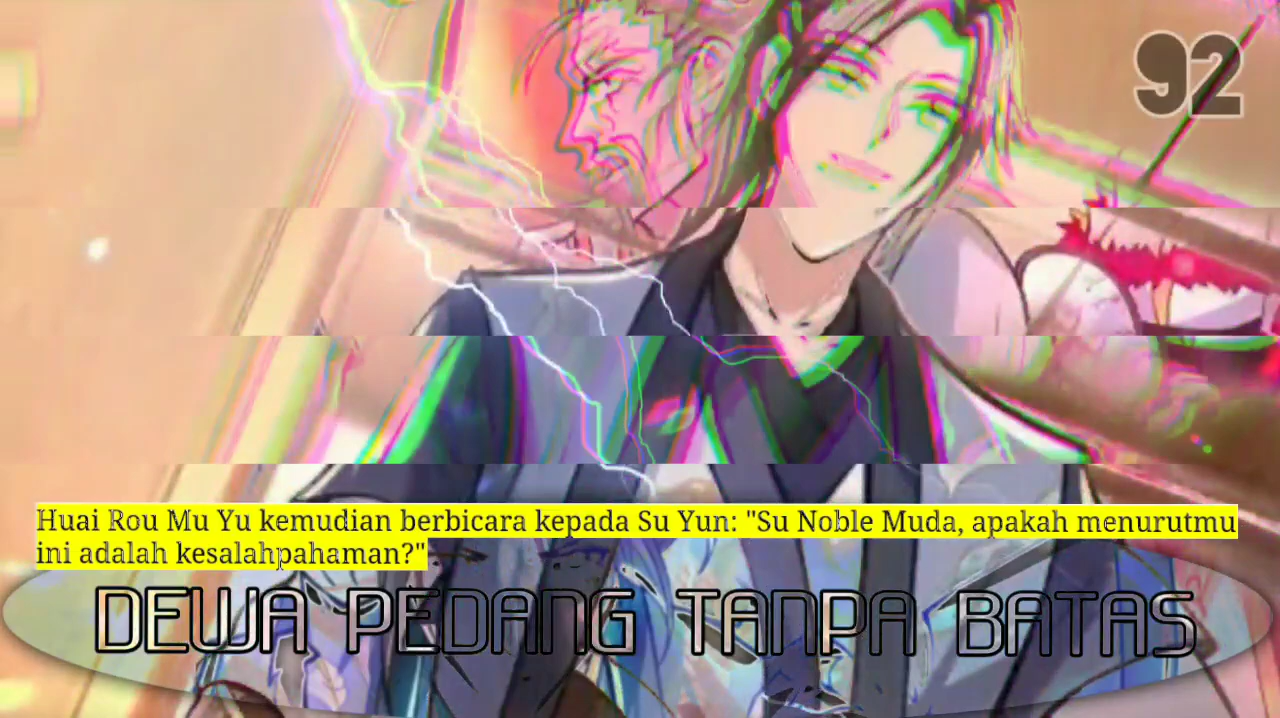 92
Huai Rou Mu Yu kemudian berbicara kepada Su Yun: "Su Noble Muda, apakah menurutmu
ini adalah kesalahpahaman?"
DEWA PEDANG TANPA BATAS